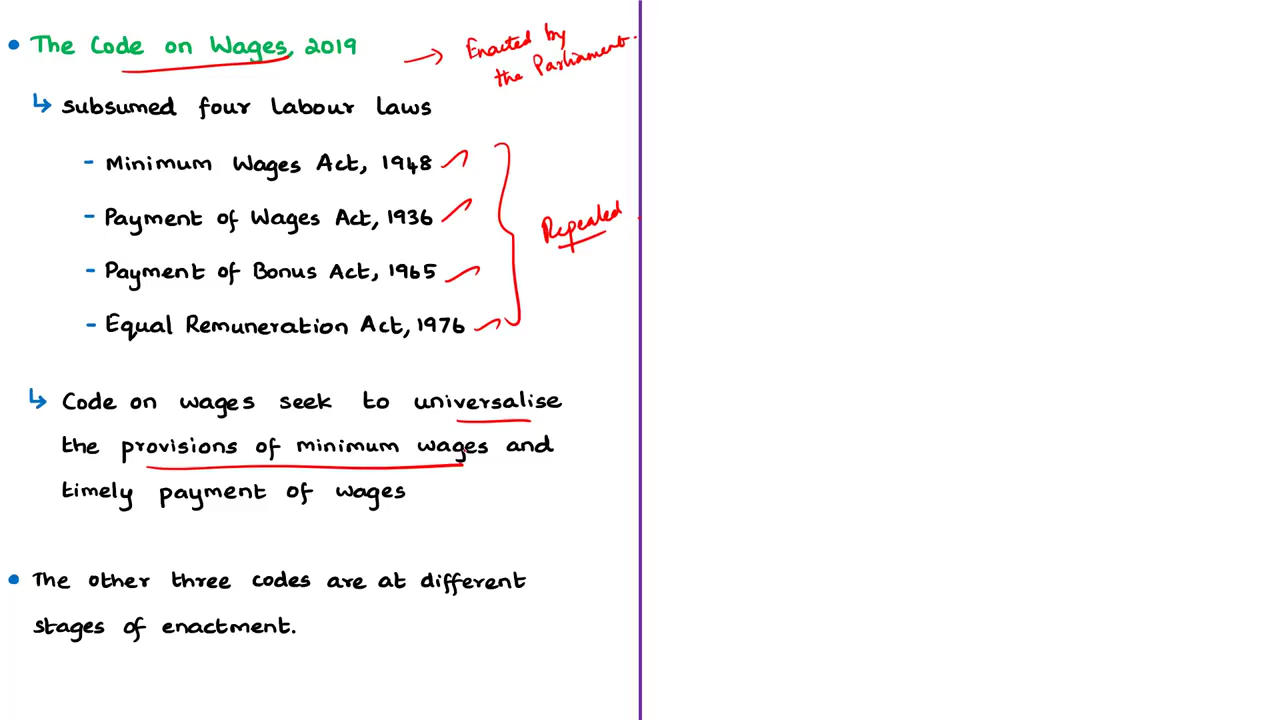 • The Code on Wages, 2019
→ Enacted by
the Parliament.
↳ subsumed four labour laws
- Minimum Wages Act, 1948
- Payment of Wages Act, 1936
- Payment of Bonus Act, 1965
- Equal Remuneration Act, 1976
Repealed
↳ Code on wages seek to universalise
the provisions of minimum wages and
timely payment of wages
• The other three codes are at different
stages of enactment.